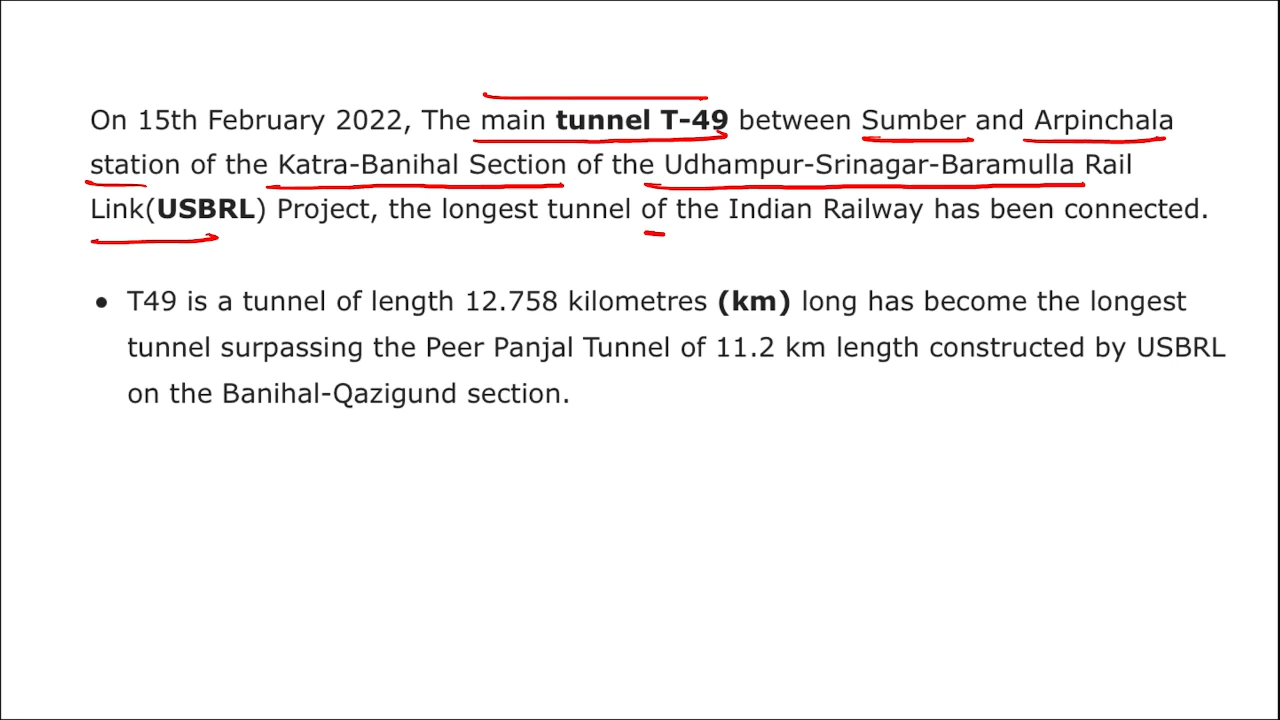 On 15th February 2022, The main tunnel T-49 between Sumber and Arpinchala
station of the Katra-Banihal Section of the Udhampur-Srinagar-Baramulla Rail
Link(USBRL) Project, the longest tunnel of the Indian Railway has been connected.
● T49 is a tunnel of length 12.758 kilometres (km) long has become the longest
tunnel surpassing the Peer Panjal Tunnel of 11.2 km length constructed by USBRL
on the Banihal-Qazigund section.